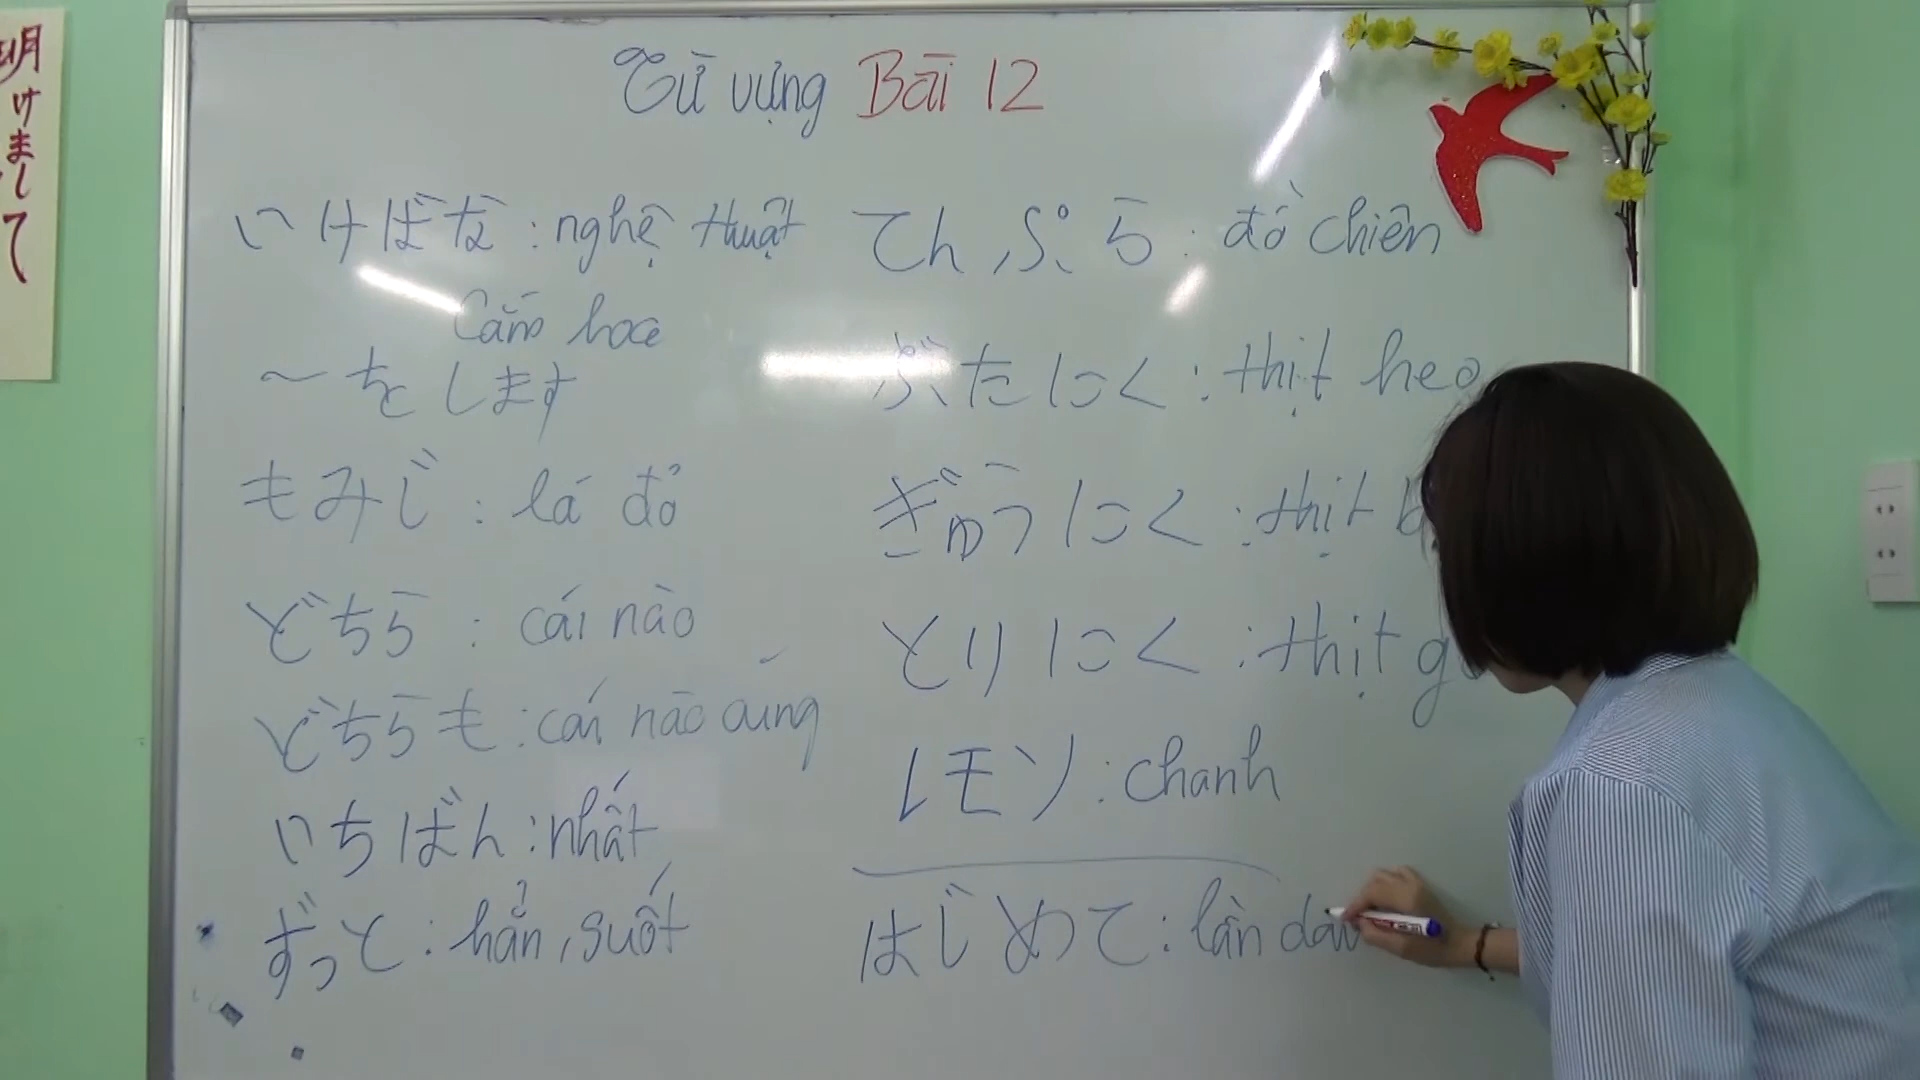 明けまして
Từ vựng Bài 12
いけばな : nghệ thuật
Cắm hoa
～をします
もみじ : lá đỏ
どちら : cái nào
どちらも : cái nào cũng
いちばん : nhất
ずっと : hẳn, suốt
てんぷら : đồ chiên
ぶたにく : thịt heo
ぎゅうにく : thịt
とりにく : thịt
レモン : chanh
はじめて : lần